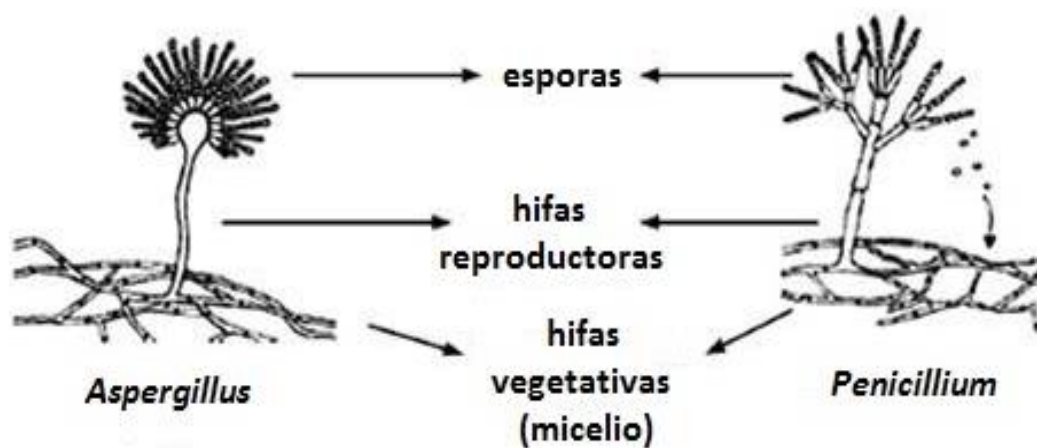 esporas
hifas
reproductoras
hifas
vegetativas
(micelio)
Aspergillus
Penicillium